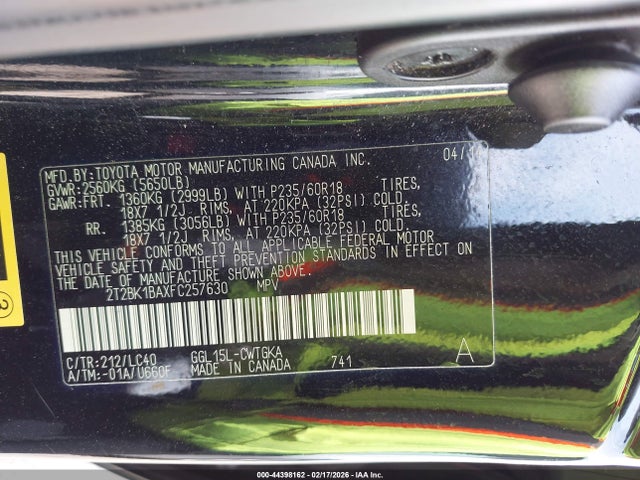 MFD.BY:TOYOTA MOTOR MANUFACTURING CANADA INC. 04/1
GVWR:2560KG (5650LB)
GAWR:FRT. 1360KG (2999LB) WITH P235/60R18 TIRES,
18X7 1/2J RIMS, AT 220KPA (32PSI) COLD.
RR. 1385KG (3056LB) WITH P235/60R18 TIRES,
18X7 1/2J RIMS, AT 220KPA (32PSI) COLD.
THIS VEHICLE CONFORMS TO ALL APPLICABLE FEDERAL MOTOR
VEHICLE SAFETY AND THEFT PREVENTION STANDARDS IN EFFECT ON
THE DATE OF MANUFACTURE SHOWN ABOVE.
2T2BK1BAXFC257630 MPV
C/TR:212/LC40 GGL15L-CWTGKA
A/TM:-01A/U660F MADE IN CANADA 741 A
000-44398162 - 02/17/2026 - IAA Inc.